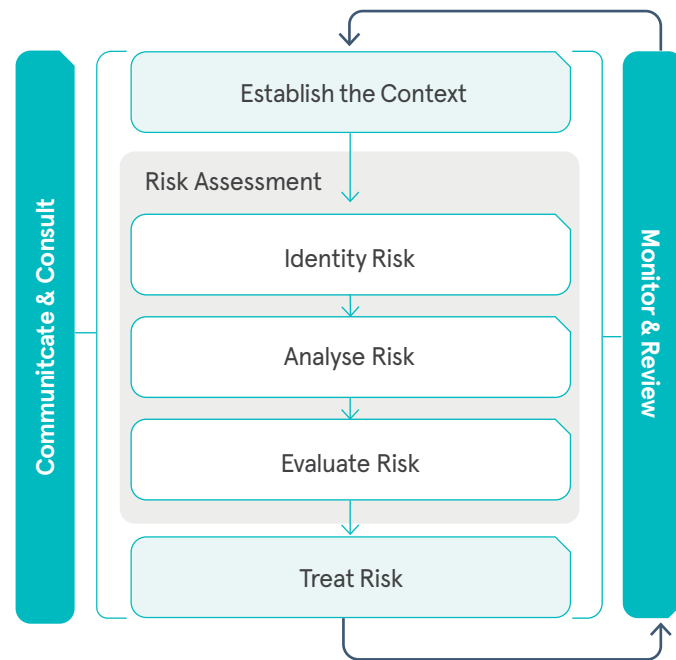 Establish the Context
Risk Assessment
Identity Risk
Analyse Risk
Evaluate Risk
Treat Risk
Communitcate & Consult
Monitor & Review